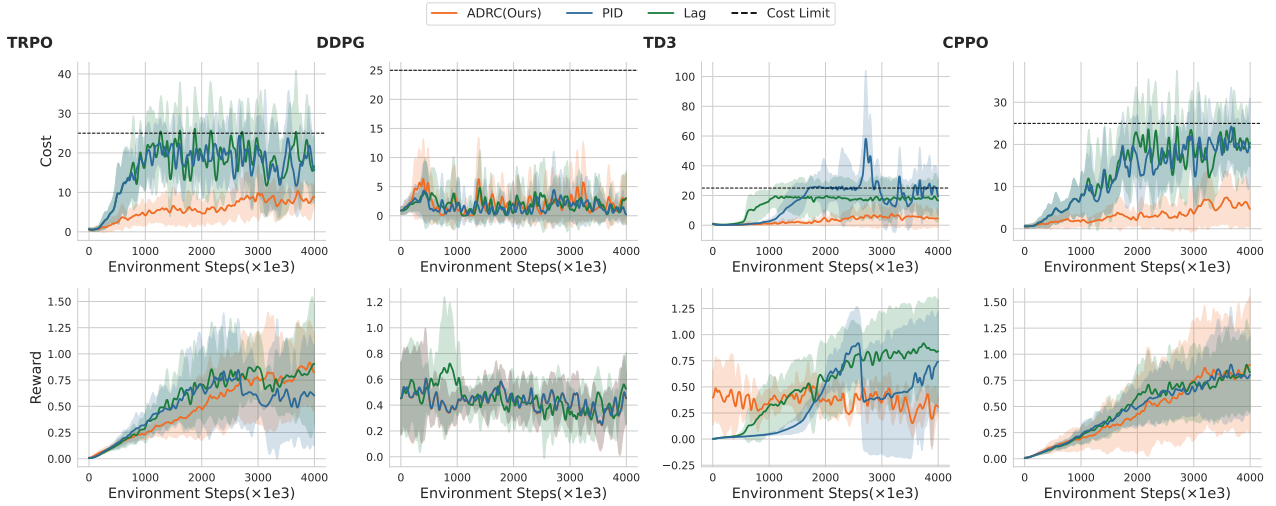 ADRC(Ours) PID Lag Cost Limit
TRPO DDPG TD3 CPPO
Cost
40
30
20
10
0
0 1000 2000 3000 4000
Environment Steps(×1e3)
25
20
15
10
5
0
0 1000 2000 3000 4000
Environment Steps(×1e3)
100
80
60
40
20
0
0 1000 2000 3000 4000
Environment Steps(×1e3)
30
20
10
0
0 1000 2000 3000 4000
Environment Steps(×1e3)
Reward
1.50
1.25
1.00
0.75
0.50
0.25
0.00
0 1000 2000 3000 4000
Environment Steps(×1e3)
1.2
1.0
0.8
0.6
0.4
0.2
0.0
0 1000 2000 3000 4000
Environment Steps(×1e3)
1.25
1.00
0.75
0.50
0.25
0.00
−0.25
0 1000 2000 3000 4000
Environment Steps(×1e3)
1.50
1.25
1.00
0.75
0.50
0.25
0.00
0 1000 2000 3000 4000
Environment Steps(×1e3)